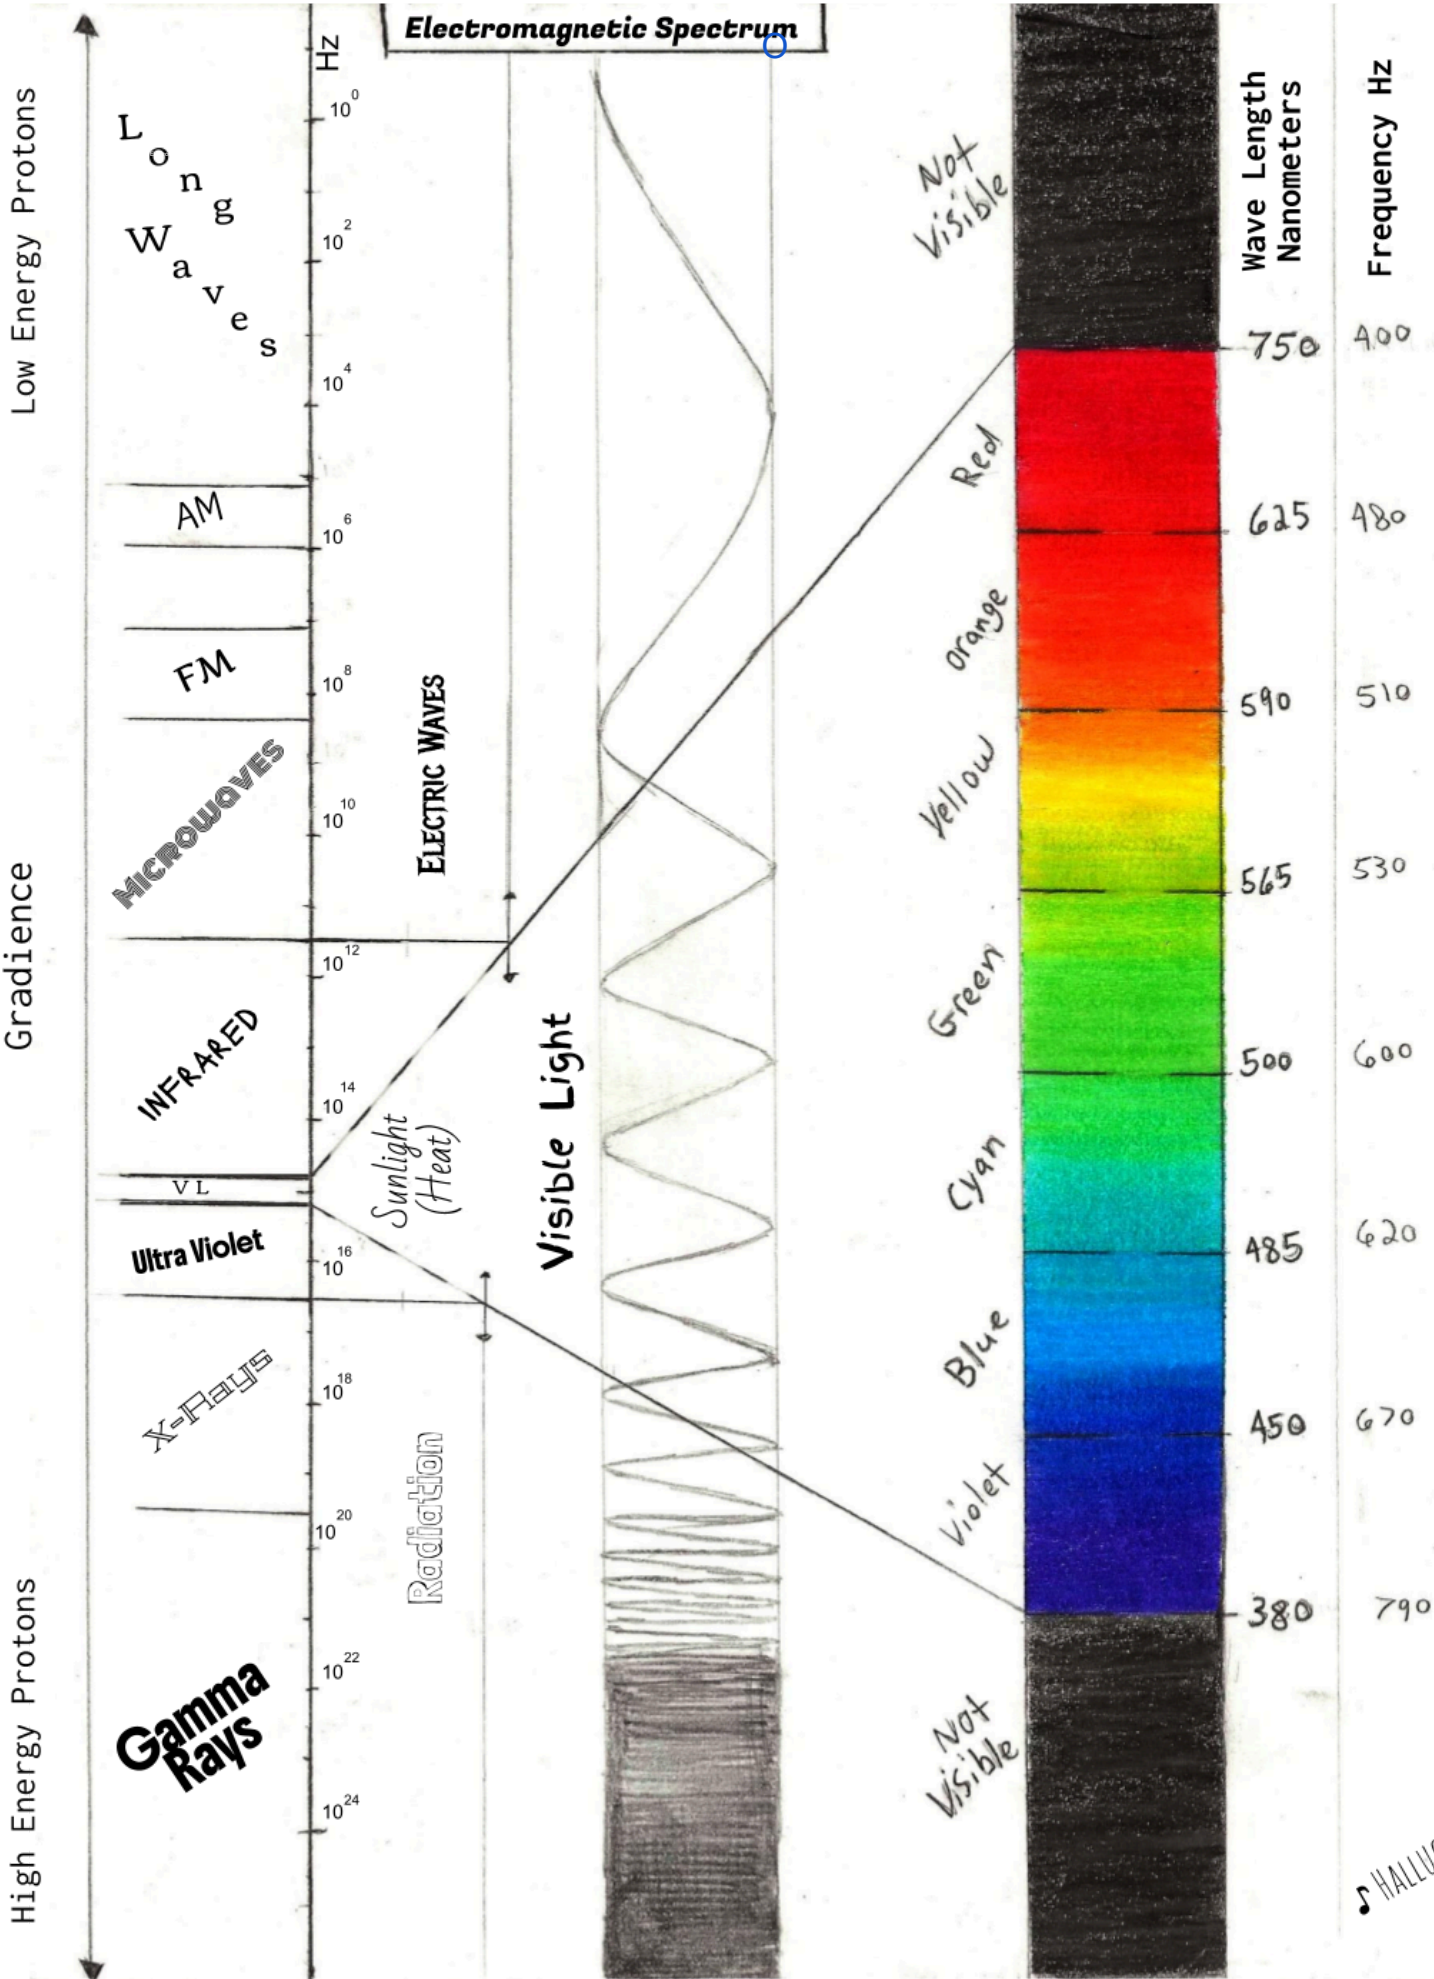 Electromagnetic Spectrum
Low Energy Protons
Gradience
High Energy Protons
Long
Waves
AM
FM
MICROWAVES
INFRARED
VL
Ultra Violet
X-Rays
Gamma
Rays
Hz
10^0
10^2
10^4
10^6
10^8
10^10
10^12
10^14
10^16
10^18
10^20
10^22
10^24
ELECTRIC WAVES
Sunlight
(Heat)
Radiation
Visible Light
Not
Visible
Red
Orange
Yellow
Green
Cyan
Blue
Violet
Not
Visible
Wave Length
Nanometers
750
625
590
565
500
485
450
380
Frequency Hz
400
480
510
530
600
620
670
790